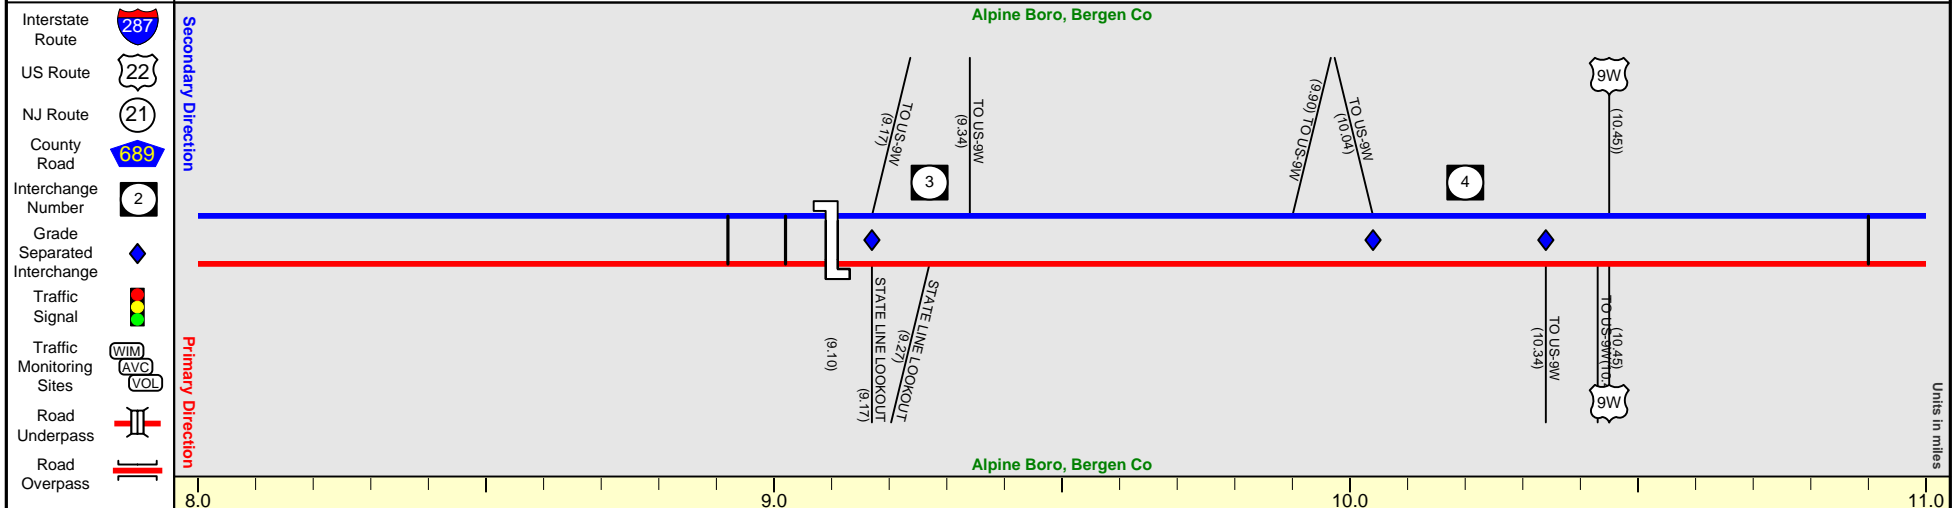 Interstate
Route
287
US Route
22
NJ Route
21
County
Road
689
Interchange
Number
2
Grade
Separated
Interchange
Traffic
Signal
Traffic
Monitoring
Sites
WIM
AVC
VOL
Road
Underpass
Road
Overpass
Secondary Direction
Primary Direction
Alpine Boro, Bergen Co
TO US-9W
(9.17)
TO US-9W
(9.34)
(9.90) TO US-9W
TO US-9W
(10.04)
9W
(10.45))
3
4
(9.10)
STATE LINE LOOKOUT
(9.17)
STATE LINE LOOKOUT
(9.27)
TO US-9W
(10.34)
TO US-9W(10.
(10.45)
9W
Units in miles
Alpine Boro, Bergen Co
8.0
9.0
10.0
11.0